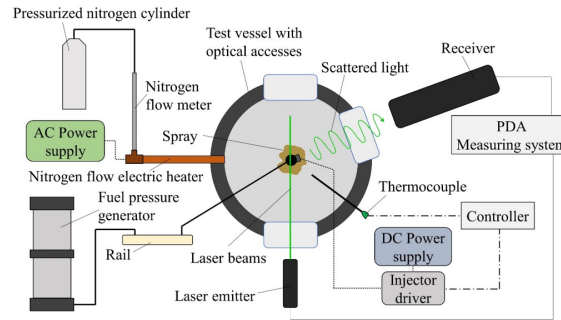 Pressurized nitrogen cylinder
Test vessel with
optical accesses
Receiver
Scattered light
Nitrogen
flow meter
AC Power
supply
Spray
PDA
Measuring system
Nitrogen flow electric heater
Fuel pressure
generator
Thermocouple
Controller
Rail
Laser beams
DC Power
supply
Laser emitter
Injector
driver